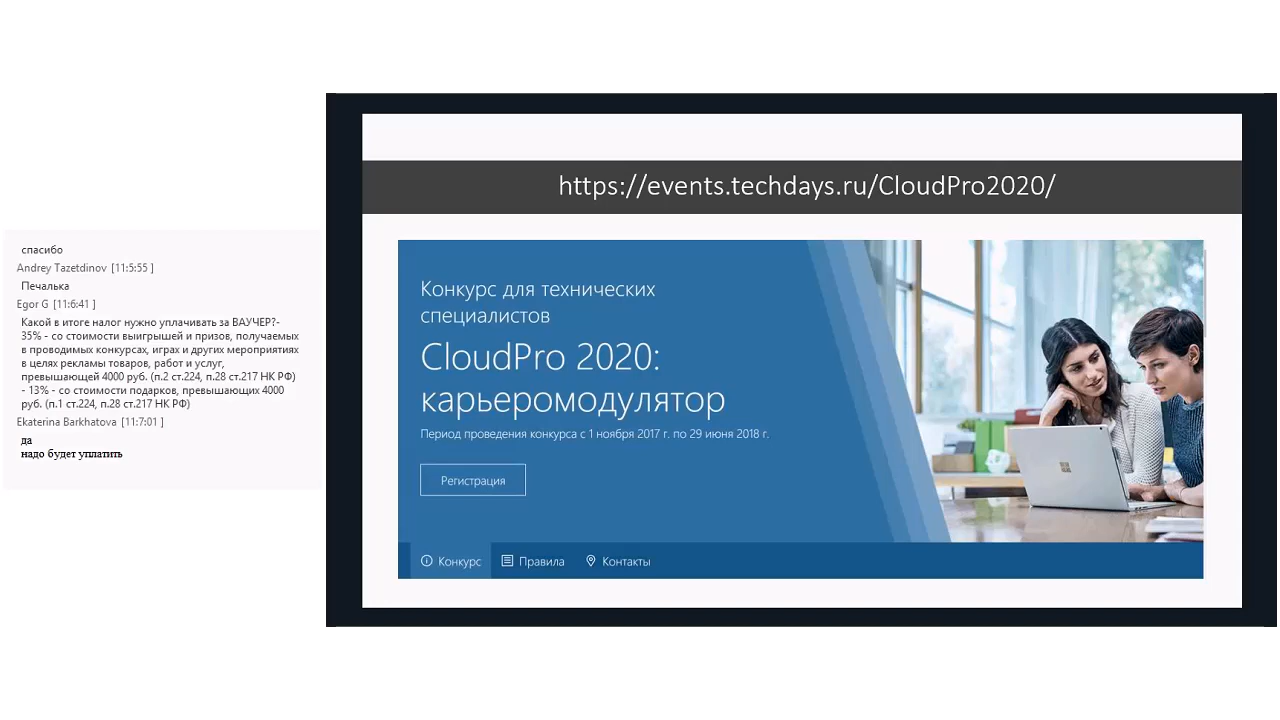 спасибо
Andrey Tazetdinov [11:5:55 ]
Печалька
Egor G [11:6:41 ]
Какой в итоге налог нужно уплачивать за ВАУЧЕР?-
35% - со стоимости выигрышей и призов, получаемых
в проводимых конкурсах, играх и других мероприятиях
в целях рекламы товаров, работ и услуг,
превышающей 4000 руб. (п.2 ст.224, п.28 ст.217 НК РФ)
- 13% - со стоимости подарков, превышающих 4000
руб. (п.1 ст.224, п.28 ст.217 НК РФ)
Ekaterina Barkhatova [11:7:01 ]
да
надо будет уплатить
https://events.techdays.ru/CloudPro2020/
Конкурс для технических
специалистов
CloudPro 2020:
карьеромодулятор
Период проведения конкурса с 1 ноября 2017 г. по 29 июня 2018 г.
Регистрация
Конкурс Правила Контакты